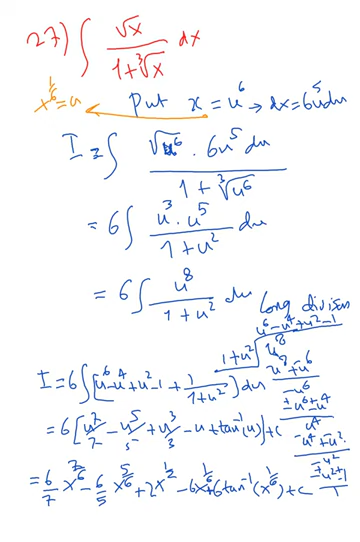 27) ∫ √x / (1+∛x) dx
x^(1/6) = u
Put x = u^6 → dx = 6u^5 du
I = ∫ √u^6 · 6u^5 du / (1 + ∛u^6)
= 6 ∫ u^3 · u^5 / (1 + u^2) du
= 6 ∫ u^8 / (1 + u^2) du
Long division
u^6 - u^4 + u^2 - 1
1 + u^2 √ u^8
u^8 + u^6
-u^6
-u^6 - u^4
u^4
u^4 + u^2
-u^2
-u^2 - 1
1
I = 6 ∫ [u^6 - u^4 + u^2 - 1 + 1/(1+u^2)] du
= 6 [u^7/7 - u^5/5 + u^3/3 - u + tan^-1(u)] + C
= 6/7 x^(7/6) - 6/5 x^(5/6) + 2x^(1/2) - 6x^(1/6) + 6 tan^-1(x^(1/6)) + C